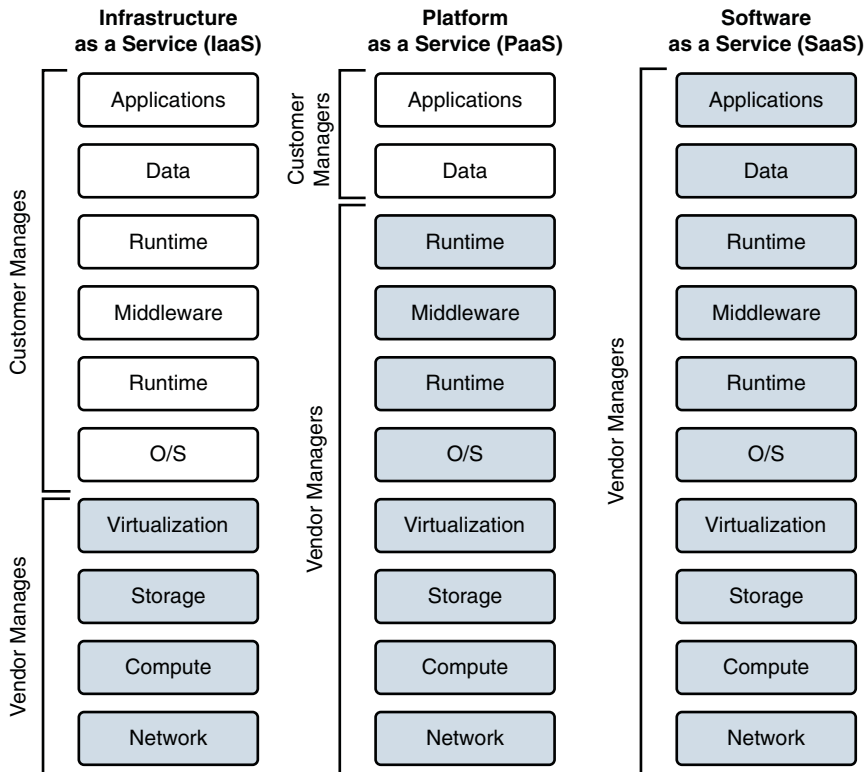 Infrastructure
as a Service (IaaS)
Customer Manages
Applications
Data
Runtime
Middleware
Runtime
O/S
Vendor Manages
Virtualization
Storage
Compute
Network
Platform
as a Service (PaaS)
Customer
Managers
Applications
Data
Vendor Managers
Runtime
Middleware
Runtime
O/S
Virtualization
Storage
Compute
Network
Software
as a Service (SaaS)
Vendor Managers
Applications
Data
Runtime
Middleware
Runtime
O/S
Virtualization
Storage
Compute
Network